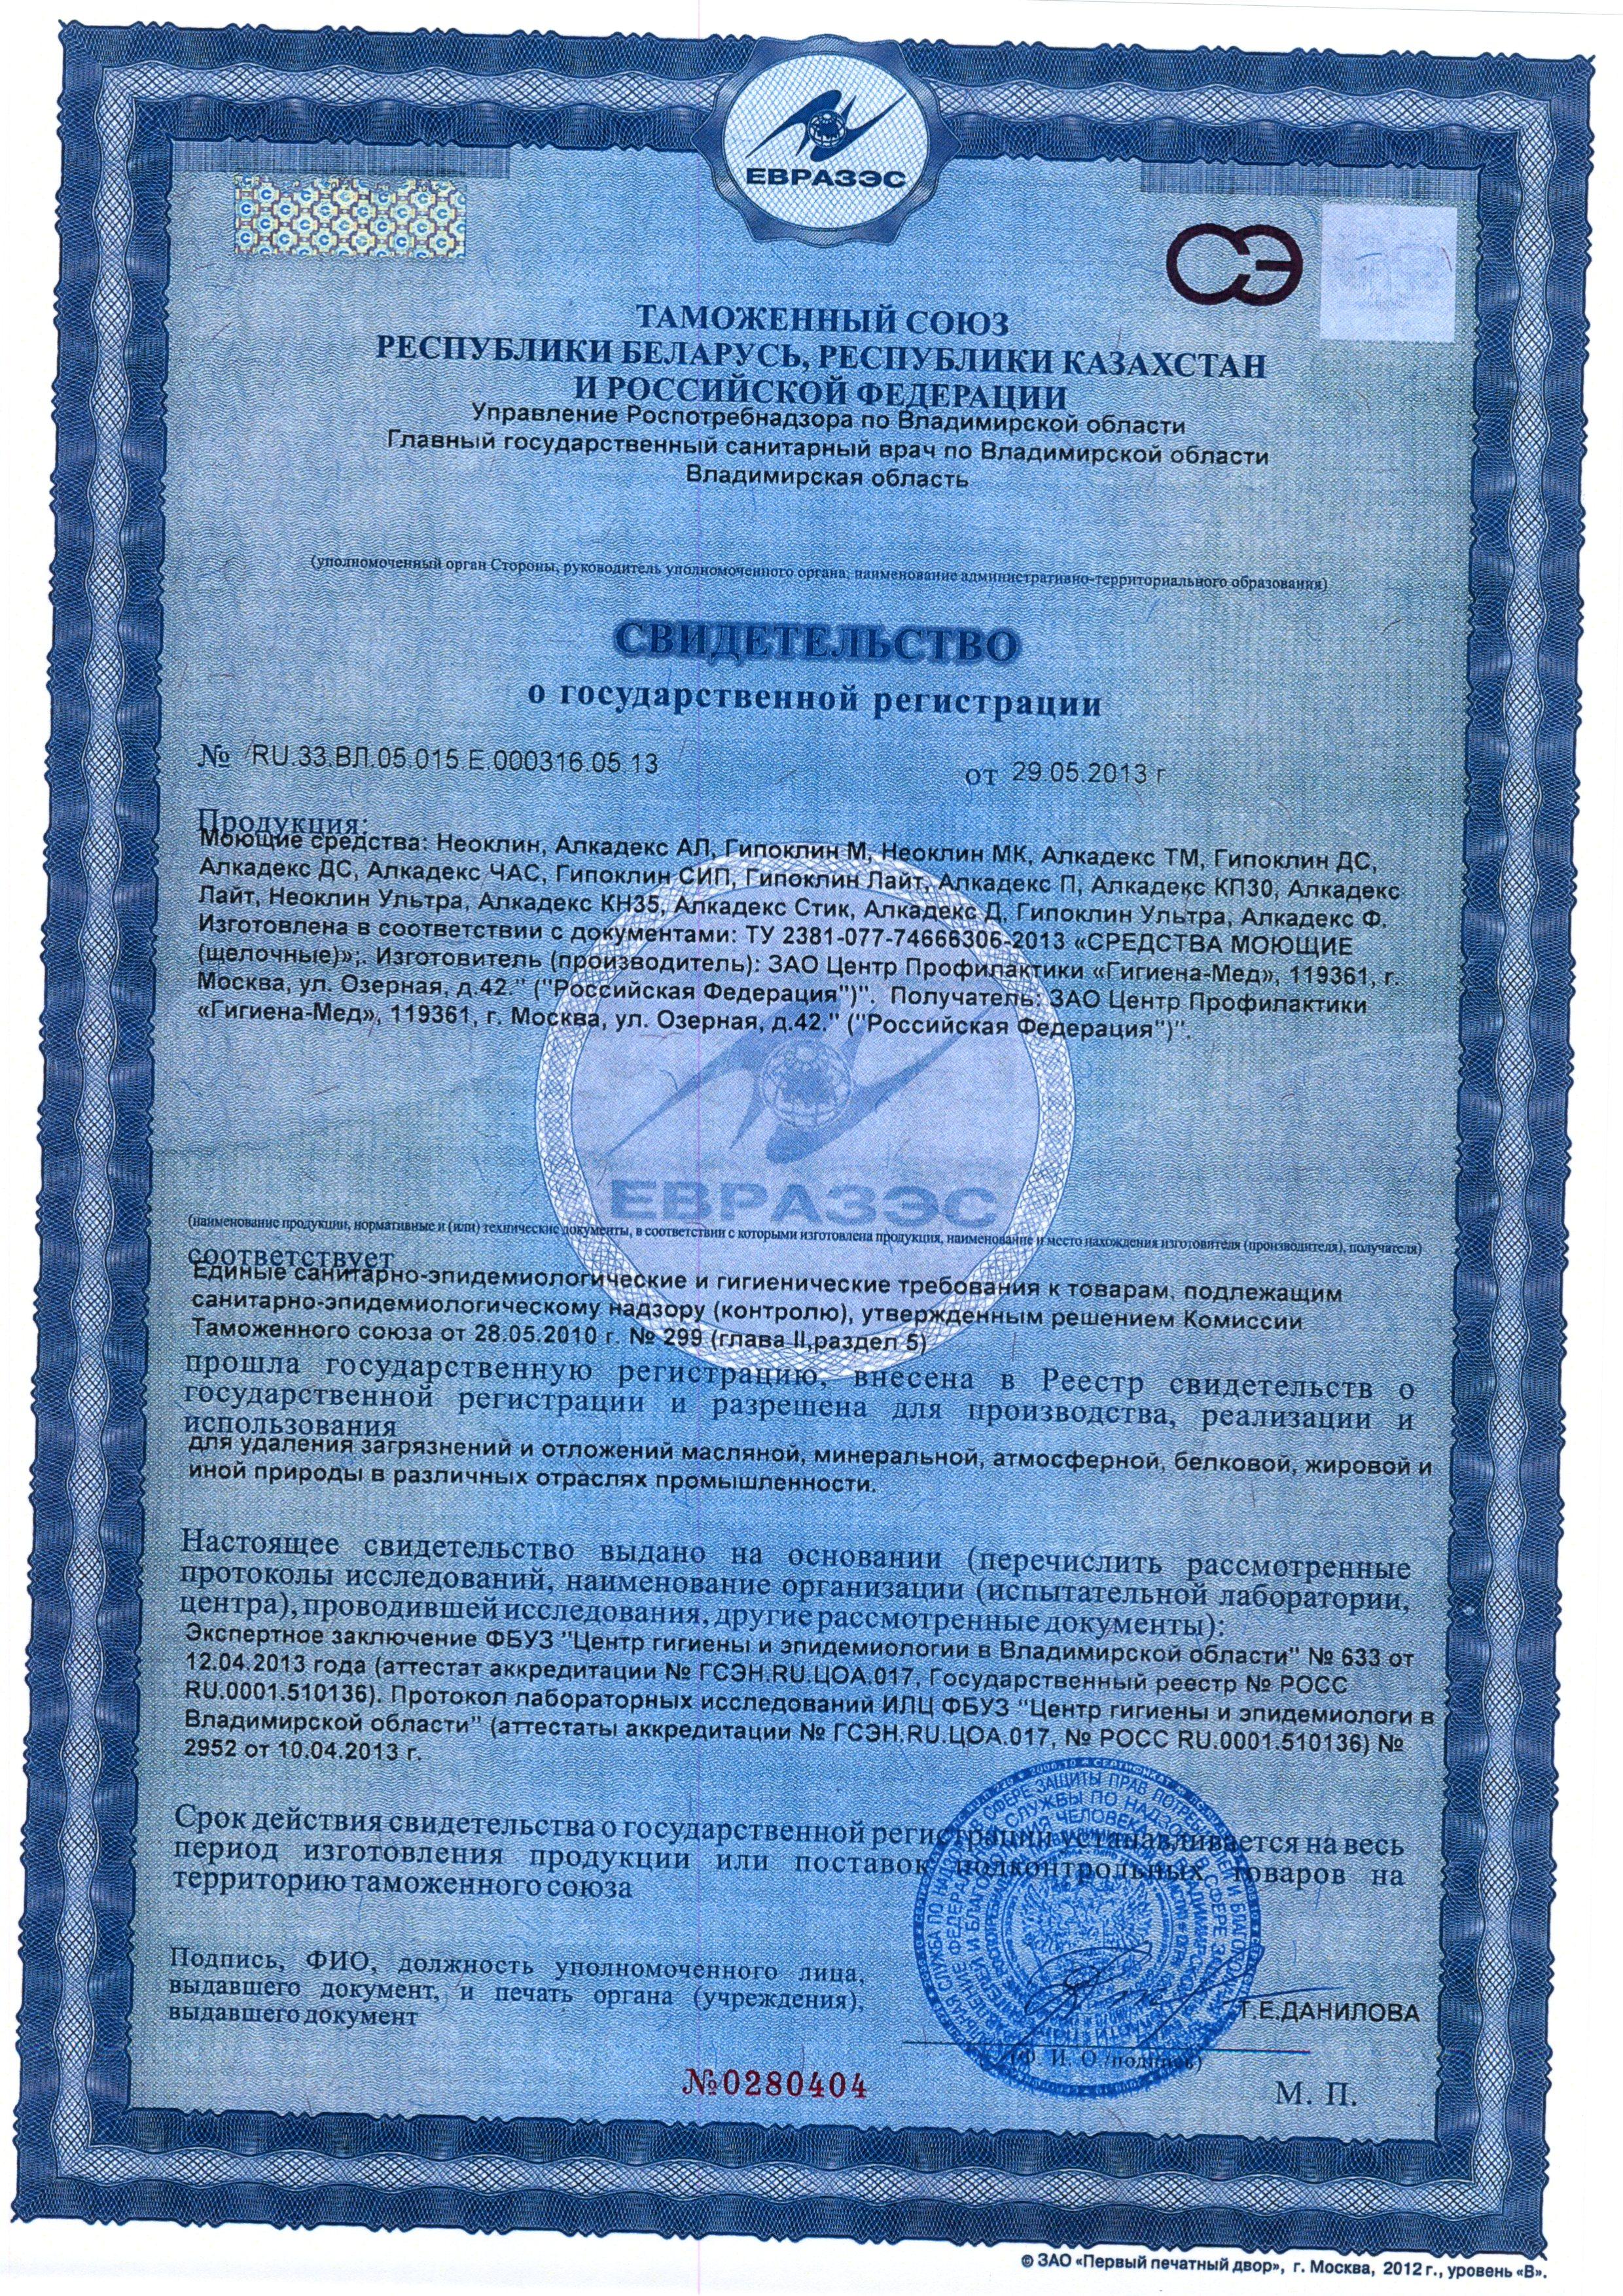 ЕВРАЗЭС
СЭ
ТАМОЖЕННЫЙ СОЮЗ
РЕСПУБЛИКИ БЕЛАРУСЬ, РЕСПУБЛИКИ КАЗАХСТАН
И РОССИЙСКОЙ ФЕДЕРАЦИИ
Управление Роспотребнадзора по Владимирской области
Главный государственный санитарный врач по Владимирской области
Владимирская область
(уполномоченный орган Стороны, руководитель уполномоченного органа, наименование административно-территориального образования)
СВИДЕТЕЛЬСТВО
о государственной регистрации
№ RU.33.ВЛ.05.015.Е.000316.05.13 от 29.05.2013 г
Продукция:
Моющие средства: Неоклин, Алкадекс АЛ, Гипоклин М, Неоклин МК, Алкадекс ТМ, Гипоклин ДС,
Алкадекс ДС, Алкадекс ЧАС, Гипоклин СИП, Гипоклин Лайт, Алкадекс П, Алкадекс КП30, Алкадекс
Лайт, Неоклин Ультра, Алкадекс КН35, Алкадекс Стик, Алкадекс Д, Гипоклин Ультра, Алкадекс Ф.
Изготовлена в соответствии с документами: ТУ 2381-077-74666306-2013 «СРЕДСТВА МОЮЩИЕ
(щелочные)»;. Изготовитель (производитель): ЗАО Центр Профилактики «Гигиена-Мед», 119361, г.
Москва, ул. Озерная, д.42." ("Российская Федерация")". Получатель: ЗАО Центр Профилактики
«Гигиена-Мед», 119361, г. Москва, ул. Озерная, д.42." ("Российская Федерация")".
ЕВРАЗЭС
(наименование продукции, нормативные и (или) технические документы, в соответствии с которыми изготовлена продукция, наименование и место нахождения изготовителя (производителя), получателя)
соответствует
Единые санитарно-эпидемиологические и гигиенические требования к товарам, подлежащим
санитарно-эпидемиологическому надзору (контролю), утвержденным решением Комиссии
Таможенного союза от 28.05.2010 г. № 299 (глава II,раздел 5)
прошла государственную регистрацию, внесена в Реестр свидетельств о
государственной регистрации и разрешена для производства, реализации и
использования
для удаления загрязнений и отложений масляной, минеральной, атмосферной, белковой, жировой и
иной природы в различных отраслях промышленности.
Настоящее свидетельство выдано на основании (перечислить рассмотренные
протоколы исследований, наименование организации (испытательной лаборатории,
центра), проводившей исследования, другие рассмотренные документы):
Экспертное заключение ФБУЗ "Центр гигиены и эпидемиологии в Владимирской области" № 633 от
12.04.2013 года (аттестат аккредитации № ГСЭН.RU.ЦОА.017, Государственный реестр № РОСС
RU.0001.510136). Протокол лабораторных исследований ИЛЦ ФБУЗ "Центр гигиены и эпидемиологи в
Владимирской области" (аттестаты аккредитации № ГСЭН.RU.ЦОА.017, № РОСС RU.0001.510136) №
2952 от 10.04.2013 г.
Срок действия свидетельства о государственной регистрации устанавливается на весь
период изготовления продукции или поставок подконтрольных товаров на
территорию таможенного союза
Подпись, ФИО, должность уполномоченного лица,
выдавшего документ, и печать органа (учреждения),
выдавшего документ
Т.Е.ДАНИЛОВА
(Ф. И. О./подпись)
М. П.
№0280404
© ЗАО «Первый печатный двор», г. Москва, 2012 г., уровень «В».